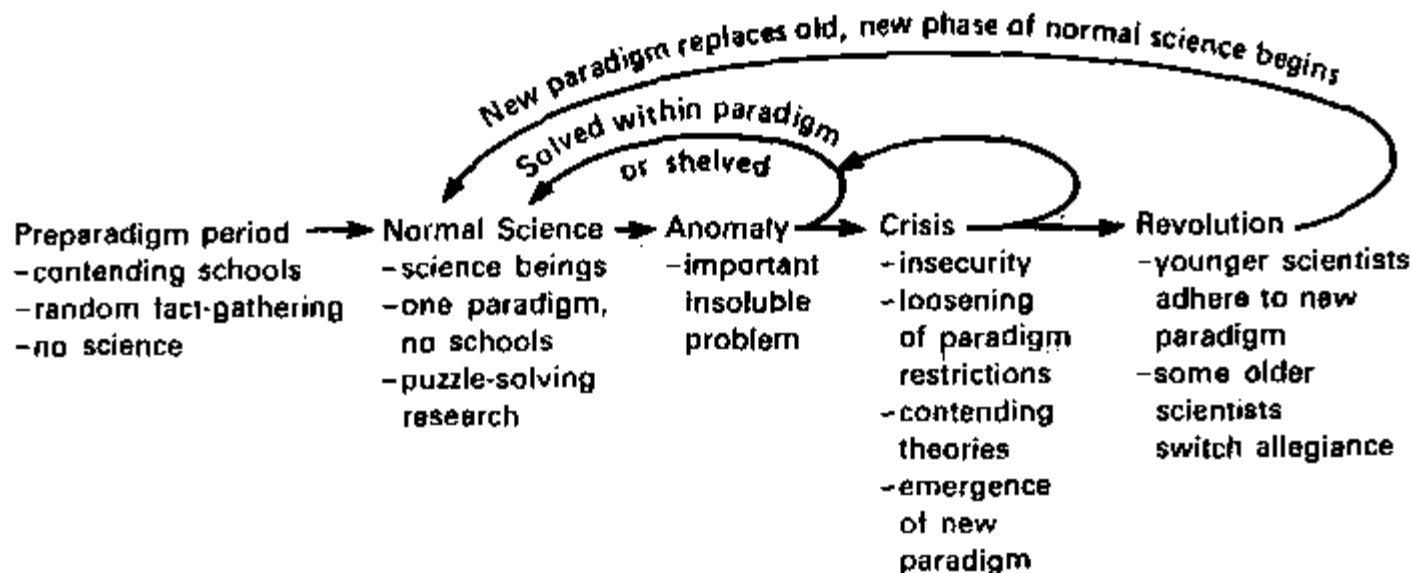 New paradigm replaces old, new phase of normal science begins
Solved within paradigm
or shelved
Preparadigm period
-contending schools
-random fact-gathering
-no science
Normal Science
-science beings
-one paradigm,
no schools
-puzzle-solving
research
Anomaly
-important
insoluble
problem
Crisis
-insecurity
-loosening
of paradigm
restrictions
-contending
theories
-emergence
of new
paradigm
Revolution
-younger scientists
adhere to new
paradigm
-some older
scientists
switch allegiance